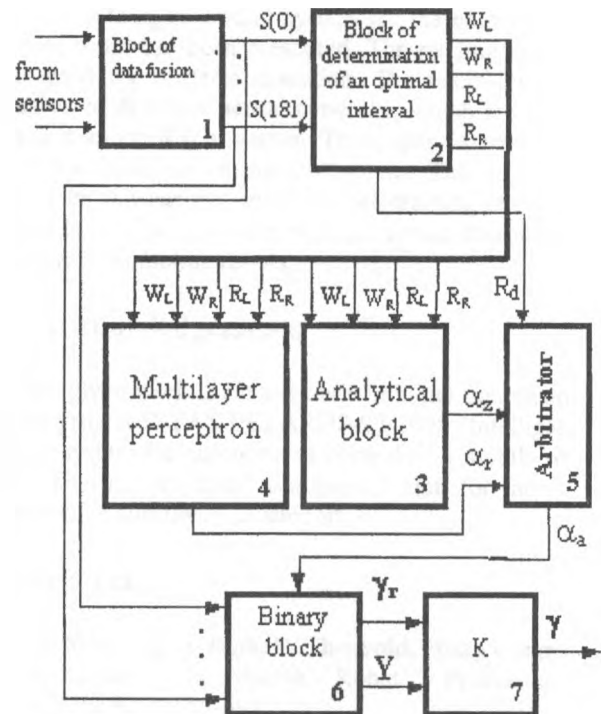 from
sensors
Block of
data fusion
1
S(0)
S(181)
Block of
determination
of an optimal
interval
2
W_L
W_R
R_L
R_R
W_L W_R R_L R_R W_L W_R R_L R_R
R_d
Multilayer
perceptron
4
Analytical
block
3
α_z
α_r
Arbitrator
5
α_a
Binary
block
6
γ_r
Y
K
7
γ